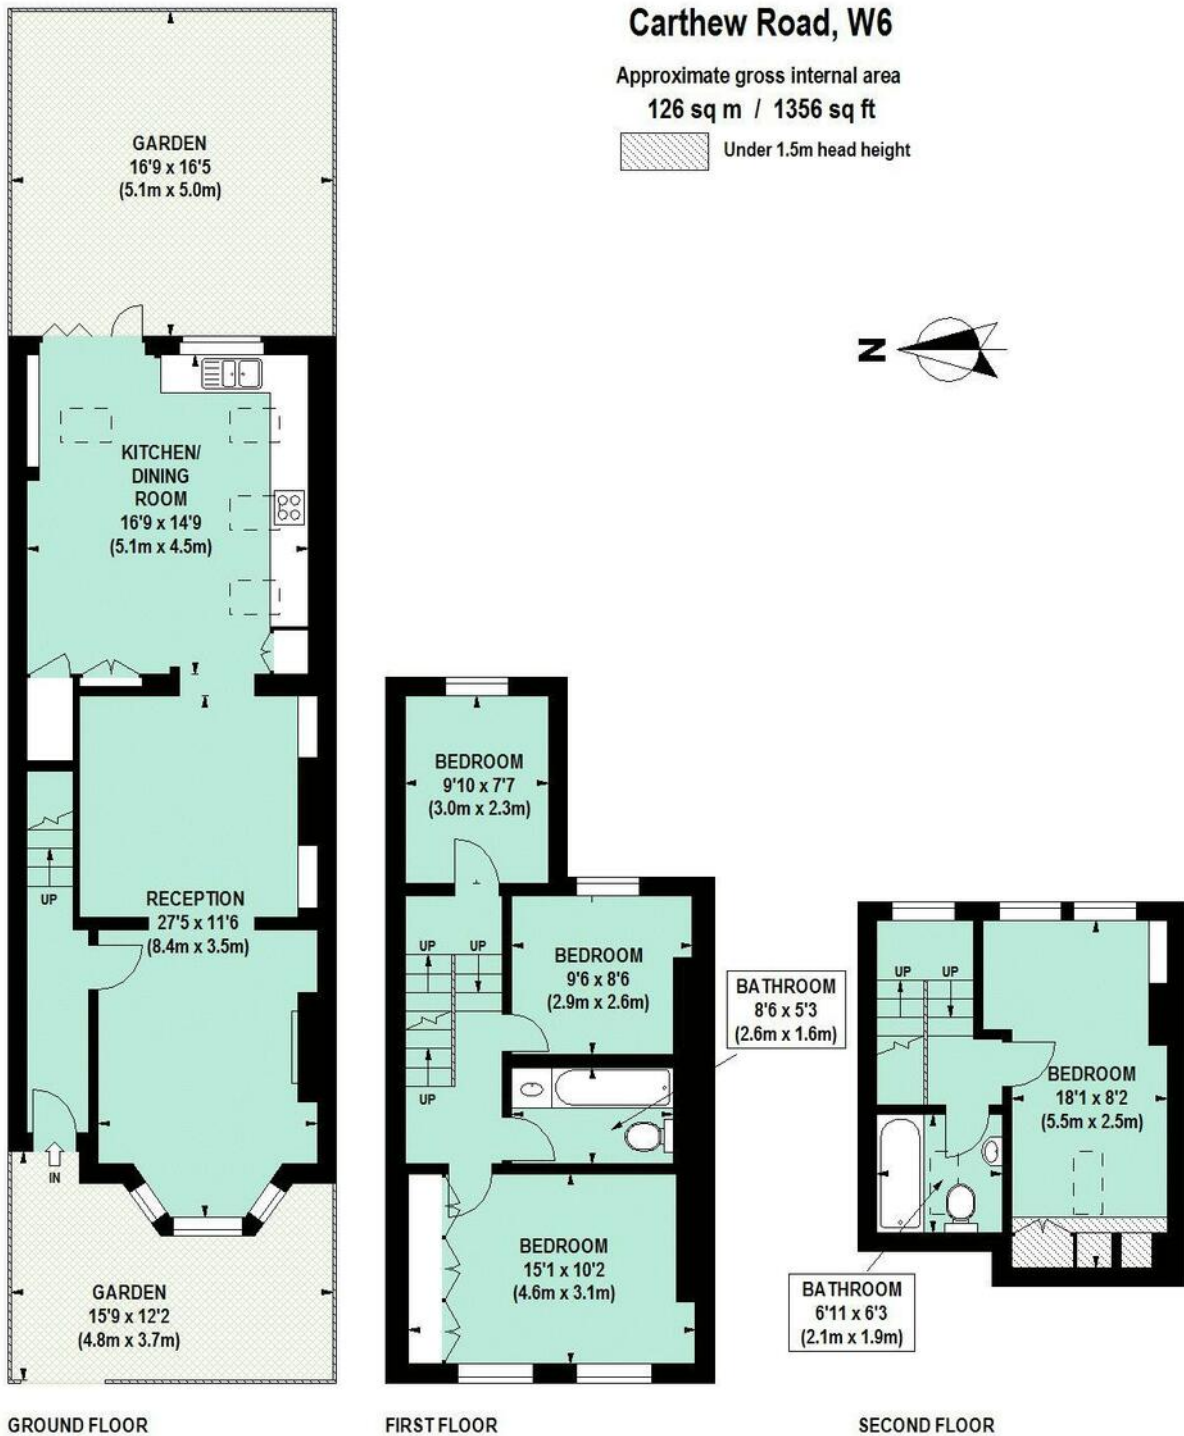 Carthew Road, W6
Approximate gross internal area
126 sq m / 1356 sq ft
Under 1.5m head height
N
GARDEN
16'9 x 16'5
(5.1m x 5.0m)
KITCHEN/
DINING
ROOM
16'9 x 14'9
(5.1m x 4.5m)
UP
RECEPTION
27'5 x 11'6
(8.4m x 3.5m)
IN
GARDEN
15'9 x 12'2
(4.8m x 3.7m)
GROUND FLOOR
BEDROOM
9'10 x 7'7
(3.0m x 2.3m)
UP
UP
BEDROOM
9'6 x 8'6
(2.9m x 2.6m)
UP
BATHROOM
8'6 x 5'3
(2.6m x 1.6m)
BEDROOM
15'1 x 10'2
(4.6m x 3.1m)
FIRST FLOOR
UP
UP
BEDROOM
18'1 x 8'2
(5.5m x 2.5m)
BATHROOM
6'11 x 6'3
(2.1m x 1.9m)
SECOND FLOOR